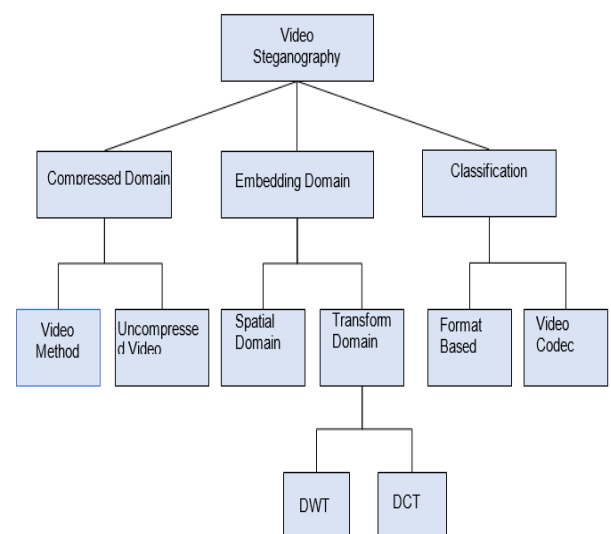 Video
Steganography
Compressed Domain
Embedding Domain
Classification
Video
Method
Uncompresse
d Video
Spatial
Domain
Transform
Domain
Format
Based
Video
Codec
DWT
DCT